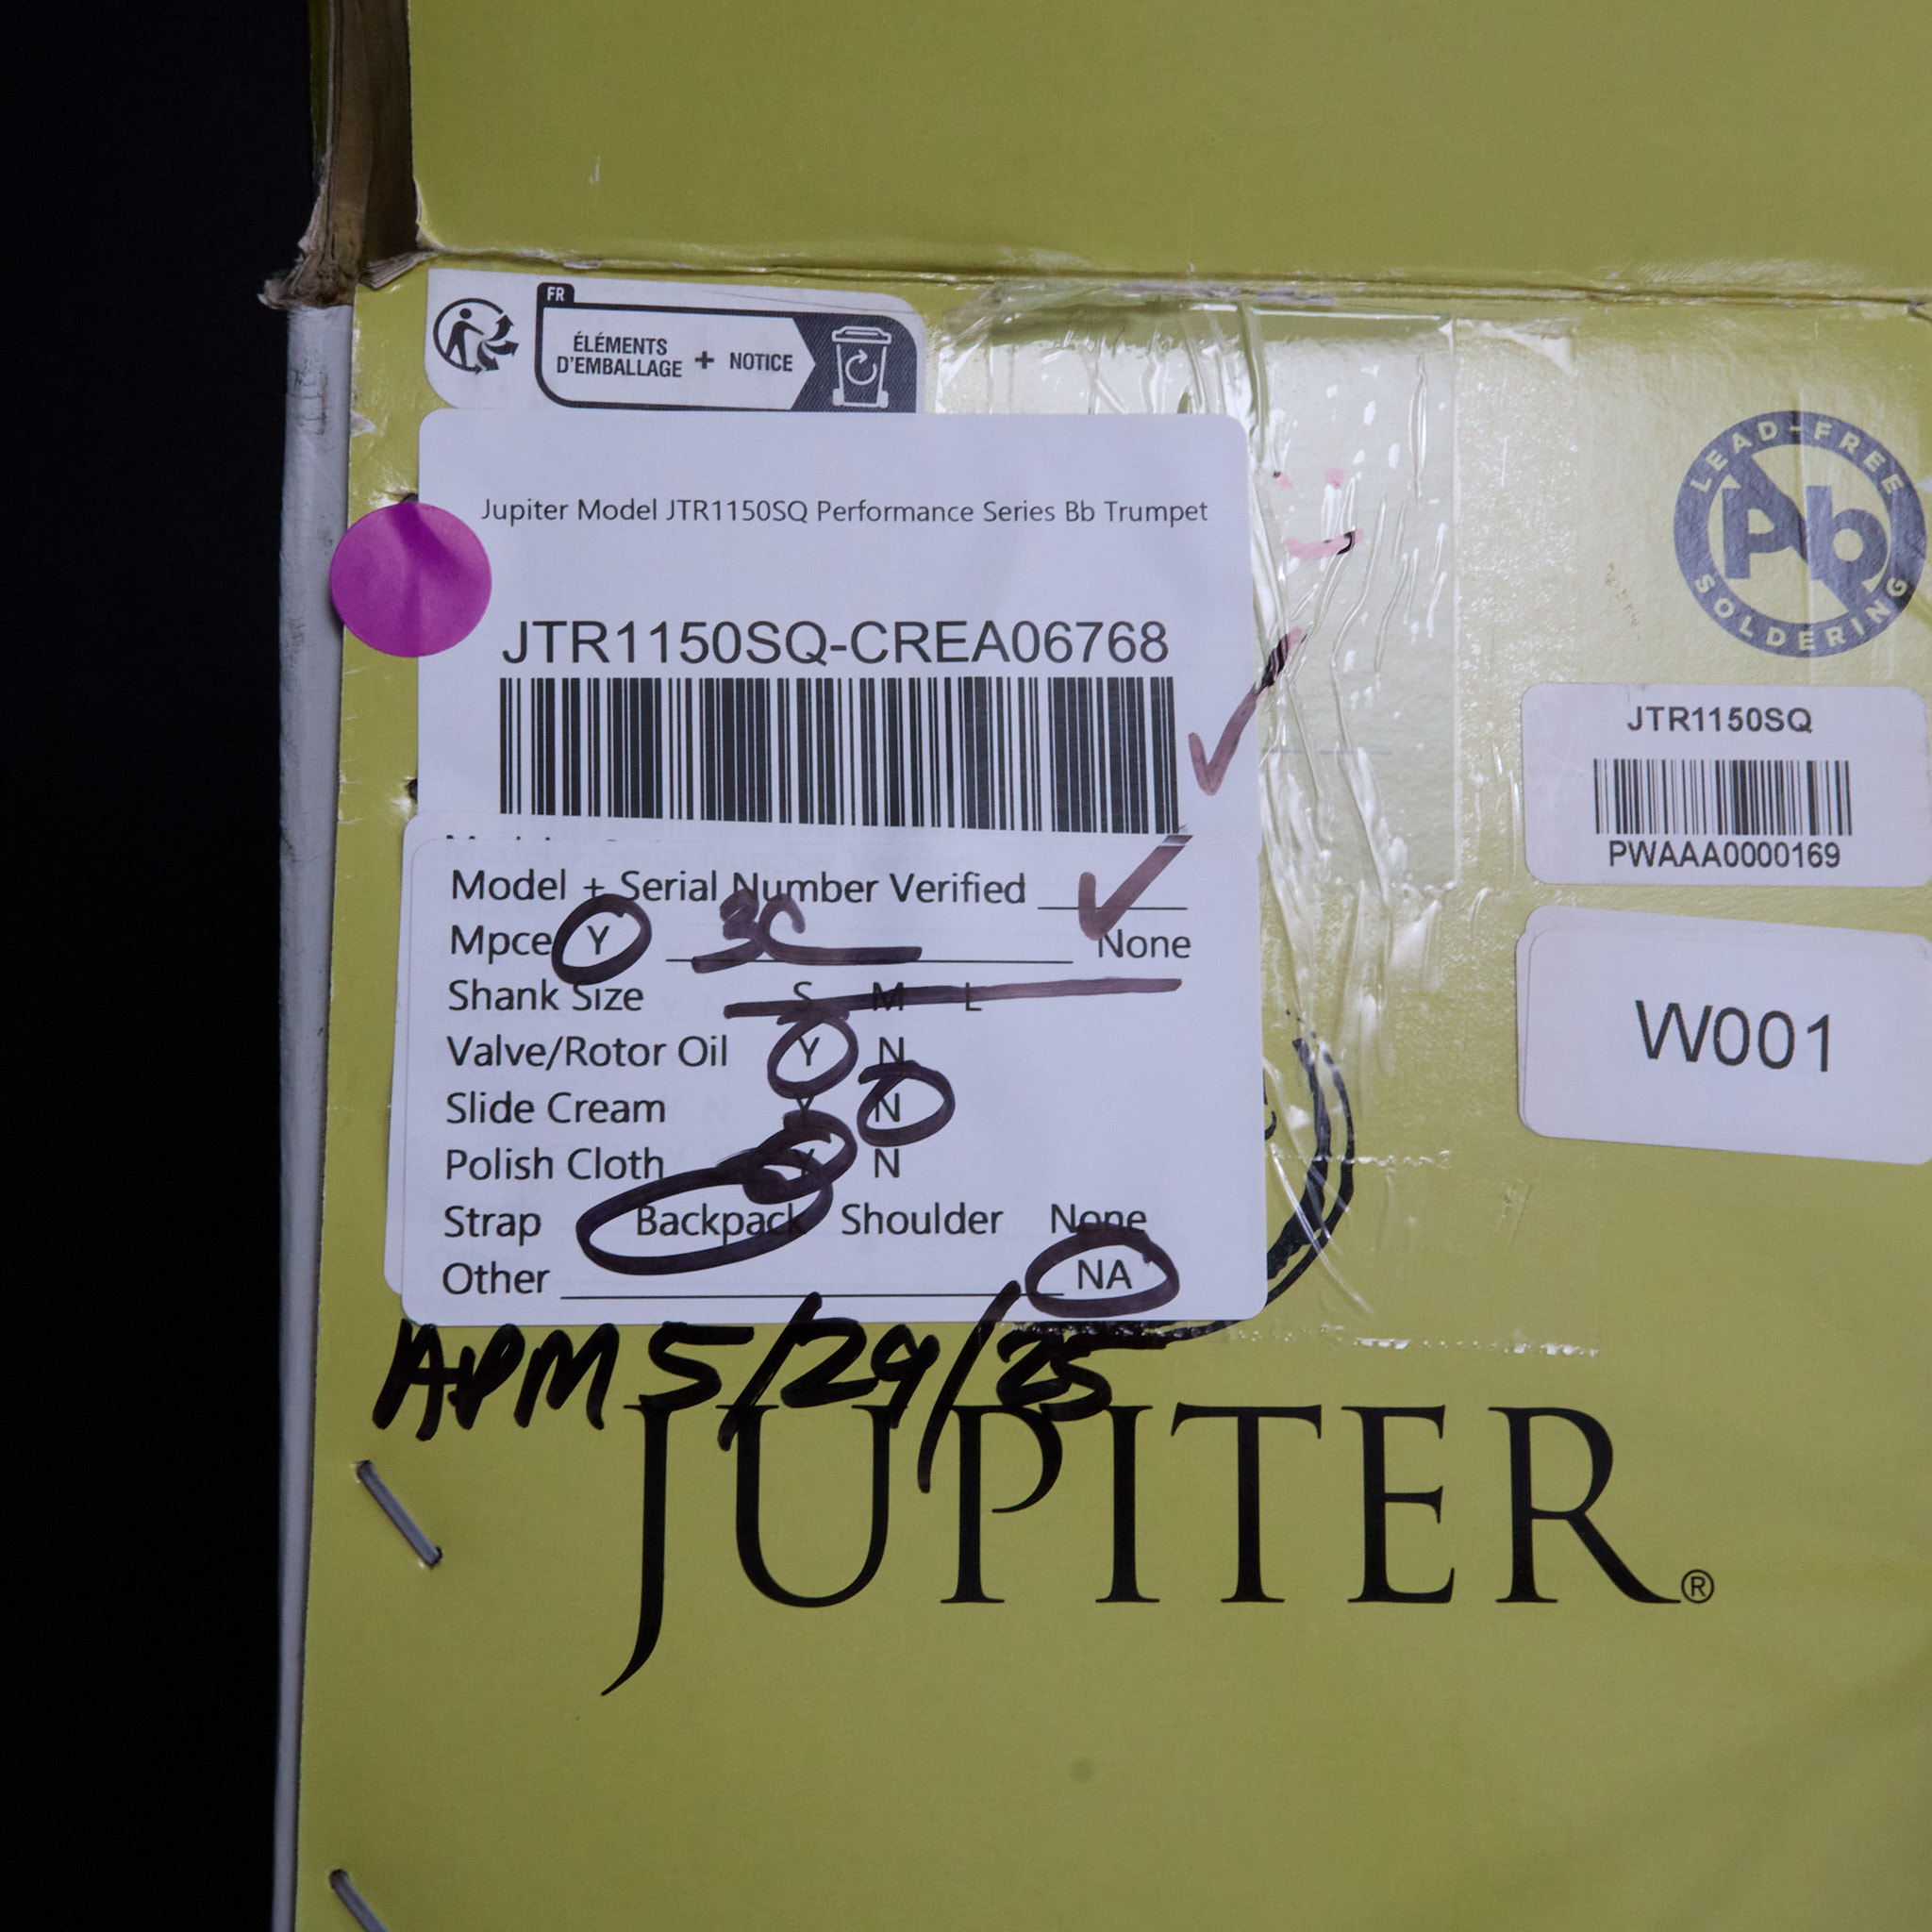 FR
ÉLÉMENTS
D'EMBALLAGE + NOTICE
Jupiter Model JTR1150SQ Performance Series Bb Trumpet
JTR1150SQ-CREA06768
LEAD-FREE
Pb
SOLDERING
JTR1150SQ
PWAAA0000169
W001
Model + Serial Number Verified
Mpce Y 3C None
Shank Size S M L
Valve/Rotor Oil Y N
Slide Cream Y N
Polish Cloth Y N
Strap Backpack Shoulder None
Other NA
APM 5/29/25
JUPITER®